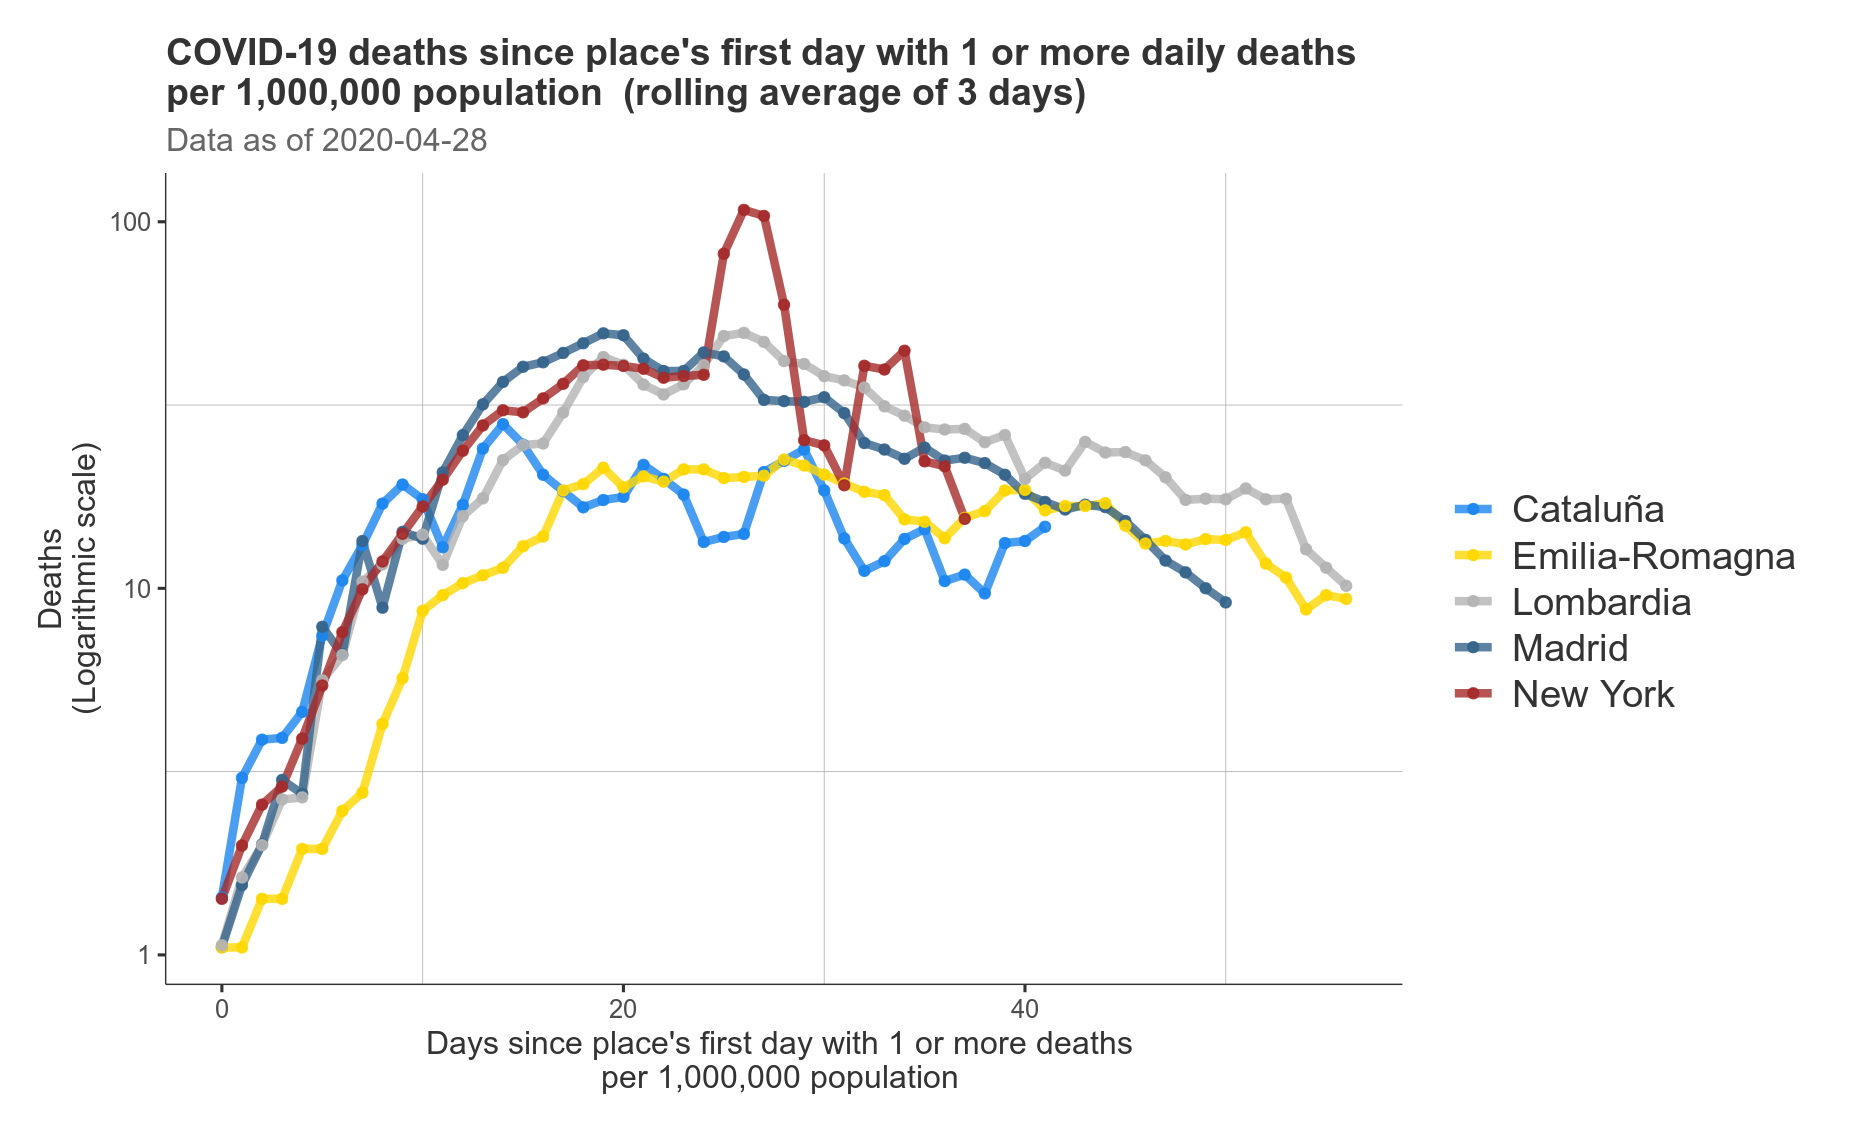 COVID-19 deaths since place's first day with 1 or more daily deaths
per 1,000,000 population  (rolling average of 3 days)
Data as of 2020-04-28
Deaths
(Logarithmic scale)
100
10
1
0
20
40
Days since place's first day with 1 or more deaths
per 1,000,000 population
Cataluña
Emilia-Romagna
Lombardia
Madrid
New York